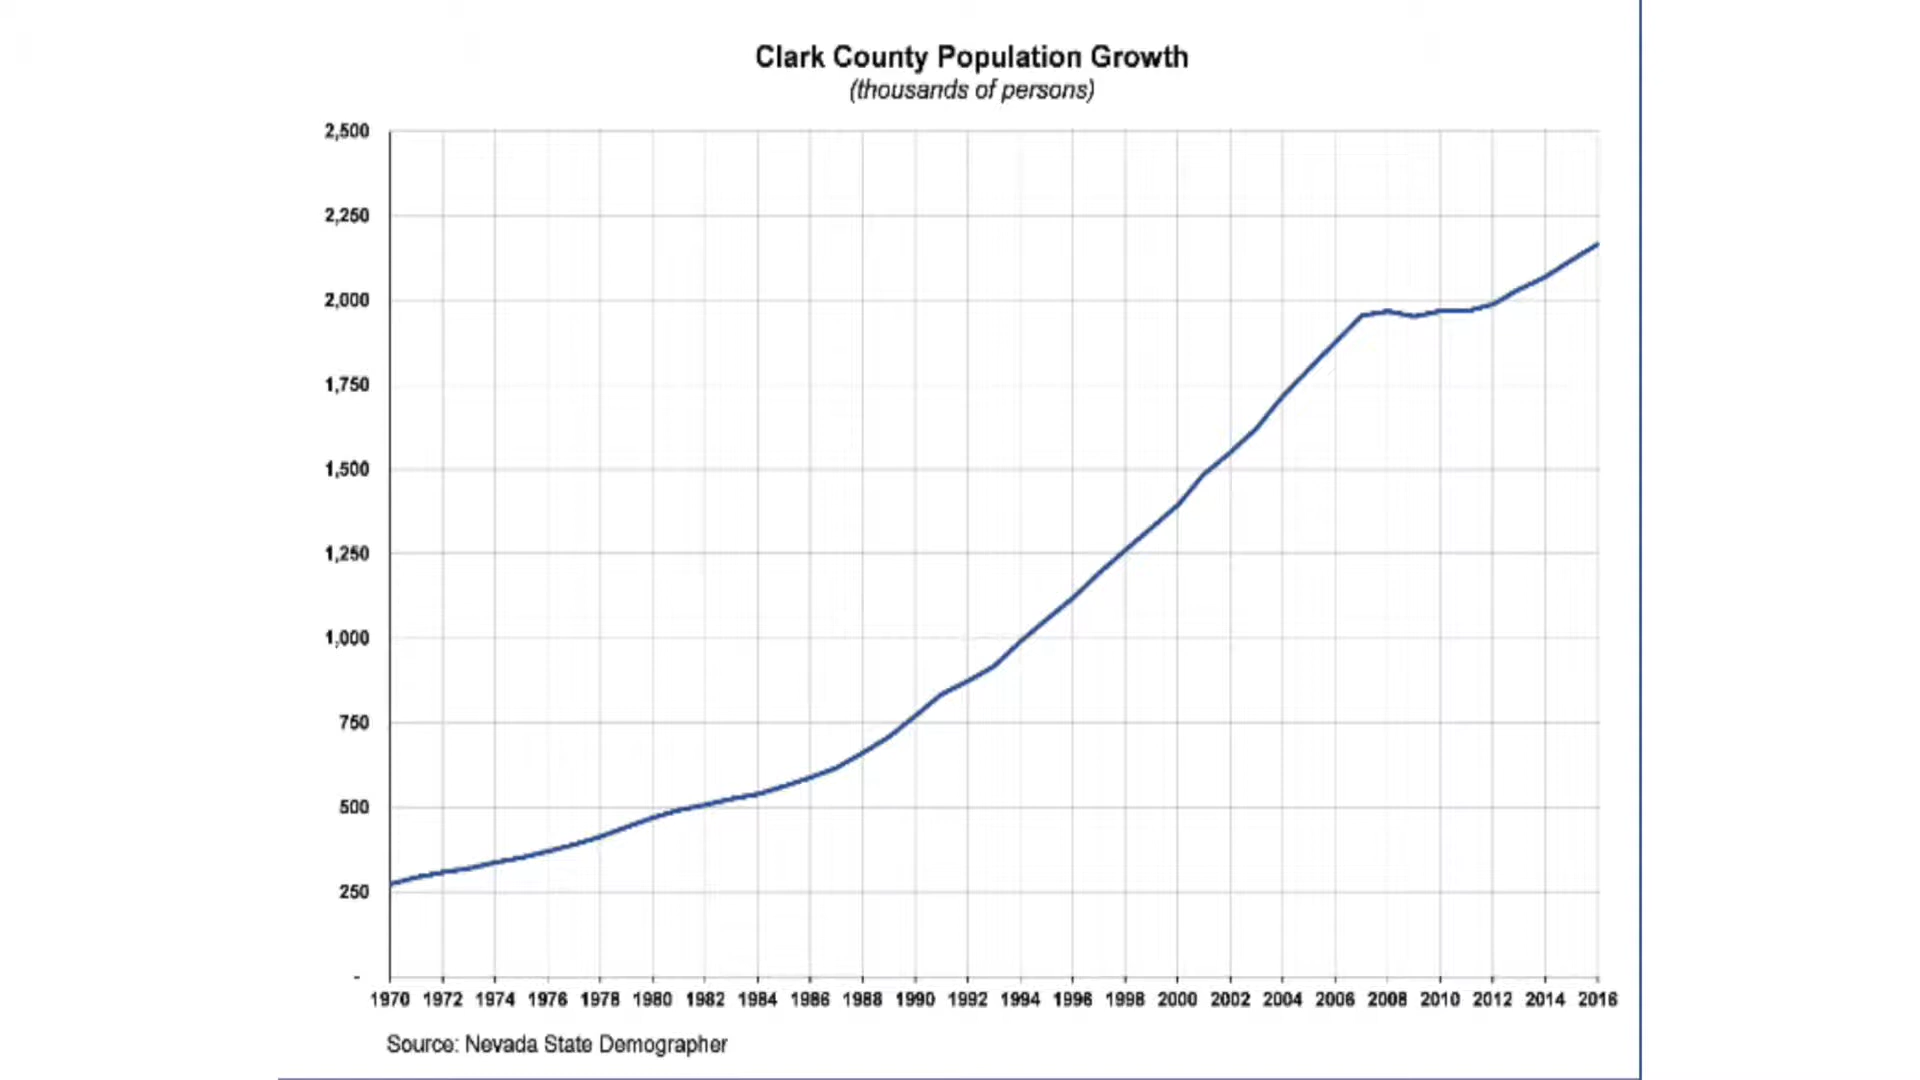 Clark County Population Growth
(thousands of persons)
2,500
2,250
2,000
1,750
1,500
1,250
1,000
750
500
250
-
1970 1972 1974 1976 1978 1980 1982 1984 1986 1988 1990 1992 1994 1996 1998 2000 2002 2004 2006 2008 2010 2012 2014 2016
Source: Nevada State Demographer